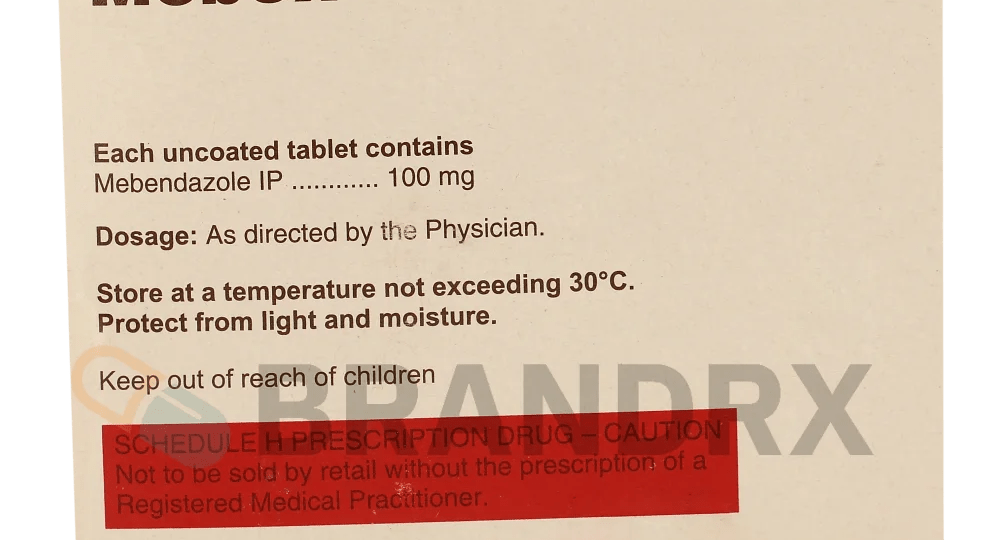 Each uncoated tablet contains
Mebendazole IP ............ 100 mg
Dosage: As directed by the Physician.
Store at a temperature not exceeding 30°C.
Protect from light and moisture.
Keep out of reach of children
BRANDRX
SCHEDULE H PRESCRIPTION DRUG – CAUTION
Not to be sold by retail without the prescription of a
Registered Medical Practitioner.